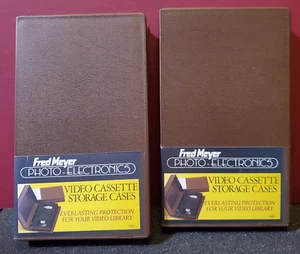 Fred Meyer
PHOTO-ELECTRONICS
VIDEO CASSETTE
STORAGE CASES
EVERLASTING PROTECTION
FOR YOUR VIDEO LIBRARY
Fred Meyer
PHOTO-ELECTRONICS
VIDEO CASSETTE
STORAGE CASES
EVERLASTING PROTECTION
FOR YOUR VIDEO LIBRARY